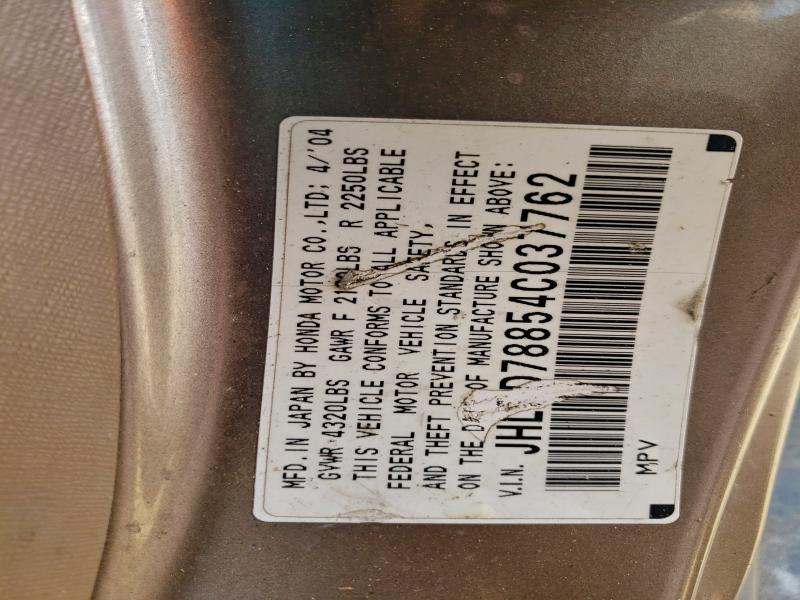 MFD. IN JAPAN BY HONDA MOTOR CO., LTD; 4/'04
GVWR 4320LBS GAWR F LBS R 2250LBS
THIS VEHICLE CONFORMS TO ALL APPLICABLE
FEDERAL MOTOR VEHICLE SAFETY,
AND THEFT PREVENTION STANDARDS IN EFFECT
ON THE OF MANUFACTURE SHOWN ABOVE:
V.I.N. JHL D78854C037762
MPV